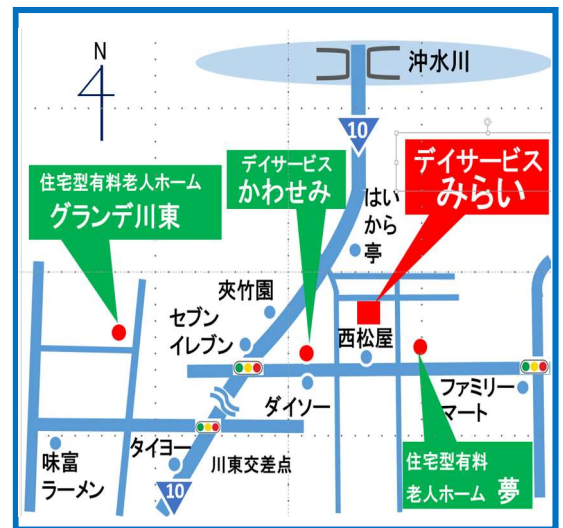 N
沖水川
10
デイサービス
かわせみ
デイサービス
みらい
住宅型有料老人ホーム
グランデ川東
はい
から
亭
夾竹園
セブン
イレブン
西松屋
ダイソー
ファミリー
マート
味富
ラーメン
タイヨー
川東交差点
住宅型有料
老人ホーム 夢
10